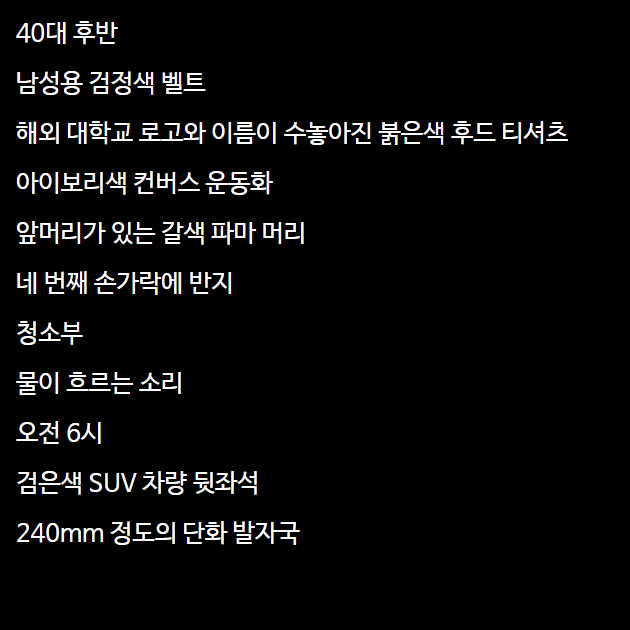 40대 후반
남성용 검정색 벨트
해외 대학교 로고와 이름이 수놓아진 붉은색 후드 티셔츠
아이보리색 컨버스 운동화
앞머리가 있는 갈색 파마 머리
네 번째 손가락에 반지
청소부
물이 흐르는 소리
오전 6시
검은색 SUV 차량 뒷좌석
240mm 정도의 단화 발자국